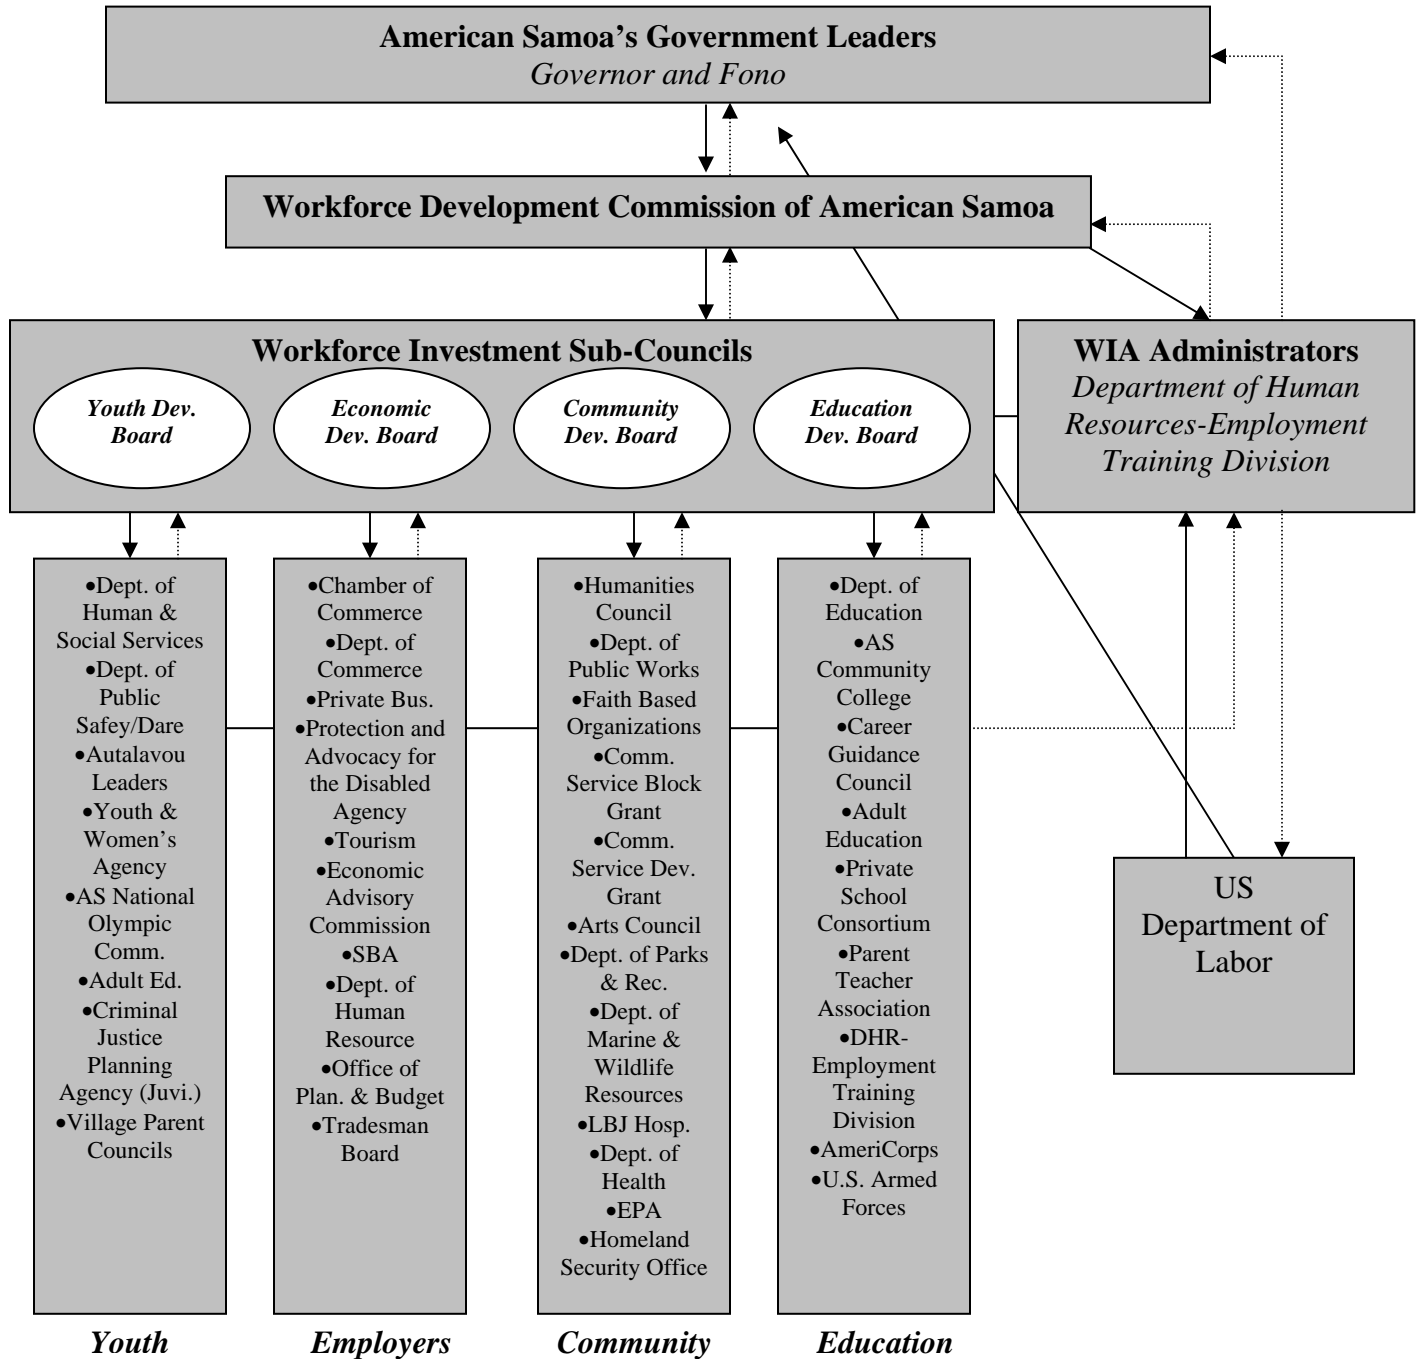 American Samoa’s Government Leaders
Governor and Fono
Workforce Development Commission of American Samoa
Workforce Investment Sub-Councils
Youth Dev.
Board
Economic
Dev. Board
Community
Dev. Board
Education
Dev. Board
WIA Administrators
Department of Human
Resources-Employment
Training Division
•Dept. of
Human &
Social Services
•Dept. of
Public
Safey/Dare
•Autalavou
Leaders
•Youth &
Women’s
Agency
•AS National
Olympic
Comm.
•Adult Ed.
•Criminal
Justice
Planning
Agency (Juvi.)
•Village Parent
Councils
•Chamber of
Commerce
•Dept. of
Commerce
•Private Bus.
•Protection and
Advocacy for
the Disabled
Agency
•Tourism
•Economic
Advisory
Commission
•SBA
•Dept. of
Human
Resource
•Office of
Plan. & Budget
•Tradesman
Board
•Humanities
Council
•Dept. of
Public Works
•Faith Based
Organizations
•Comm.
Service Block
Grant
•Comm.
Service Dev.
Grant
•Arts Council
•Dept. of Parks
& Rec.
•Dept. of
Marine &
Wildlife
Resources
•LBJ Hosp.
•Dept. of
Health
•EPA
•Homeland
Security Office
•Dept. of
Education
•AS
Community
College
•Career
Guidance
Council
•Adult
Education
•Private
School
Consortium
•Parent
Teacher
Association
•DHR-
Employment
Training
Division
•AmeriCorps
•U.S. Armed
Forces
US
Department of
Labor
Youth
Employers
Community
Education